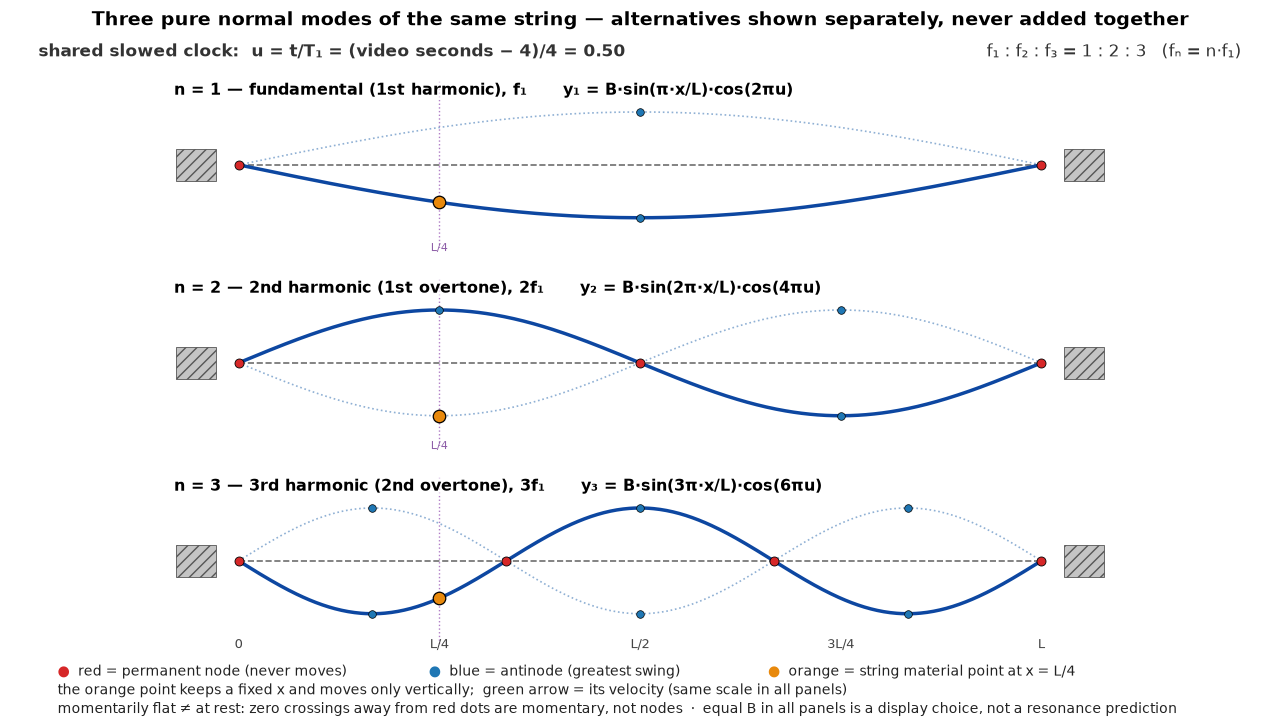 Three pure normal modes of the same string — alternatives shown separately, never added together
shared slowed clock:  u = t/T₁ = (video seconds − 4)/4 = 0.50
f₁ : f₂ : f₃ = 1 : 2 : 3   (fₙ = n·f₁)
n = 1 — fundamental (1st harmonic), f₁      y₁ = B·sin(π·x/L)·cos(2πu)
L/4
n = 2 — 2nd harmonic (1st overtone), 2f₁      y₂ = B·sin(2π·x/L)·cos(4πu)
L/4
n = 3 — 3rd harmonic (2nd overtone), 3f₁      y₃ = B·sin(3π·x/L)·cos(6πu)
0 L/4 L/2 3L/4 L
red = permanent node (never moves) blue = antinode (greatest swing) orange = string material point at x = L/4
the orange point keeps a fixed x and moves only vertically;  green arrow = its velocity (same scale in all panels)
momentarily flat ≠ at rest: zero crossings away from red dots are momentary, not nodes  ·  equal B in all panels is a display choice, not a resonance prediction